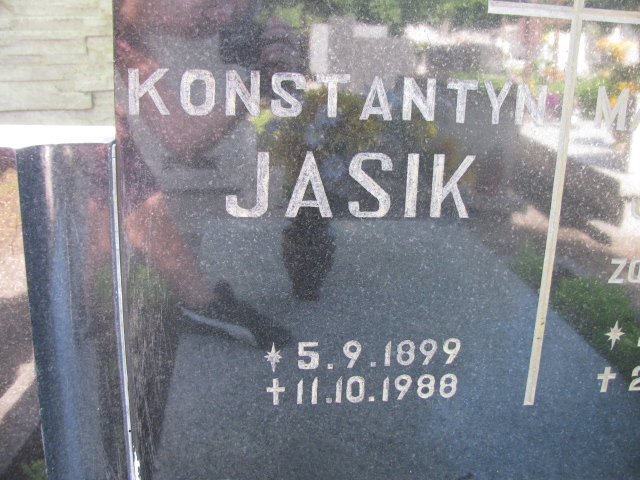 KONSTANTYN
JASIK
* 5.9.1899
✝ 11.10.1988